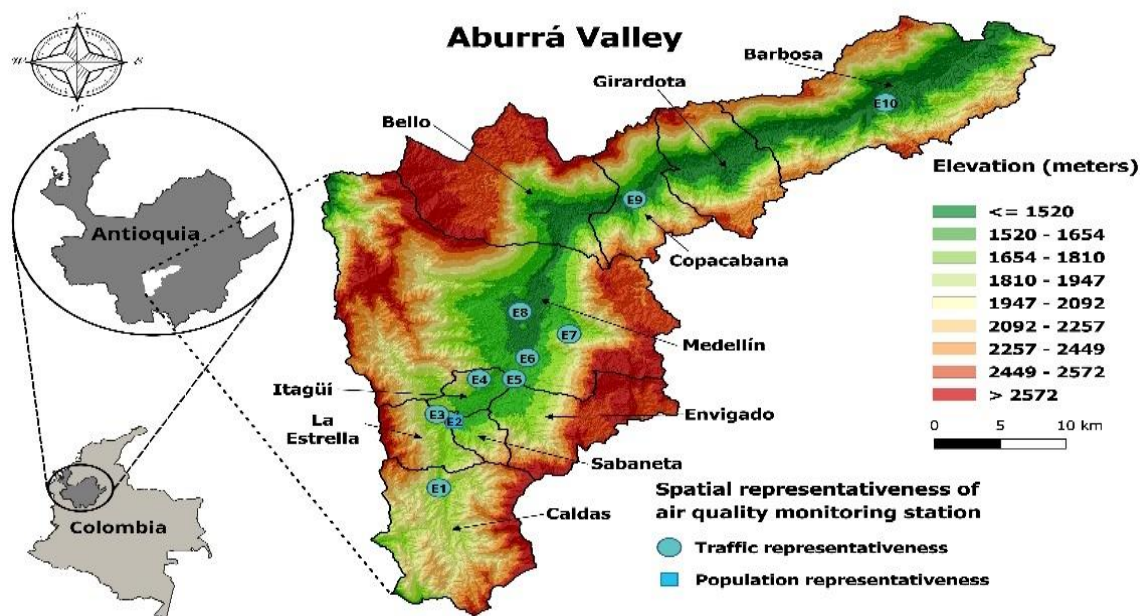 Aburrá Valley
N
W
E
S
Barbosa
Girardota
E10
Bello
Elevation (meters)
E9
<= 1520
1520 - 1654
Antioquia
1654 - 1810
Copacabana
1810 - 1947
1947 - 2092
E8
2092 - 2257
E7
Medellín
2257 - 2449
E6
2449 - 2572
E4
E5
Itagüí
> 2572
E3
E2
Envigado
0 5 10 km
La
Estrella
Sabaneta
E1
Spatial representativeness of
air quality monitoring station
Caldas
Colombia
Traffic representativeness
Population representativeness